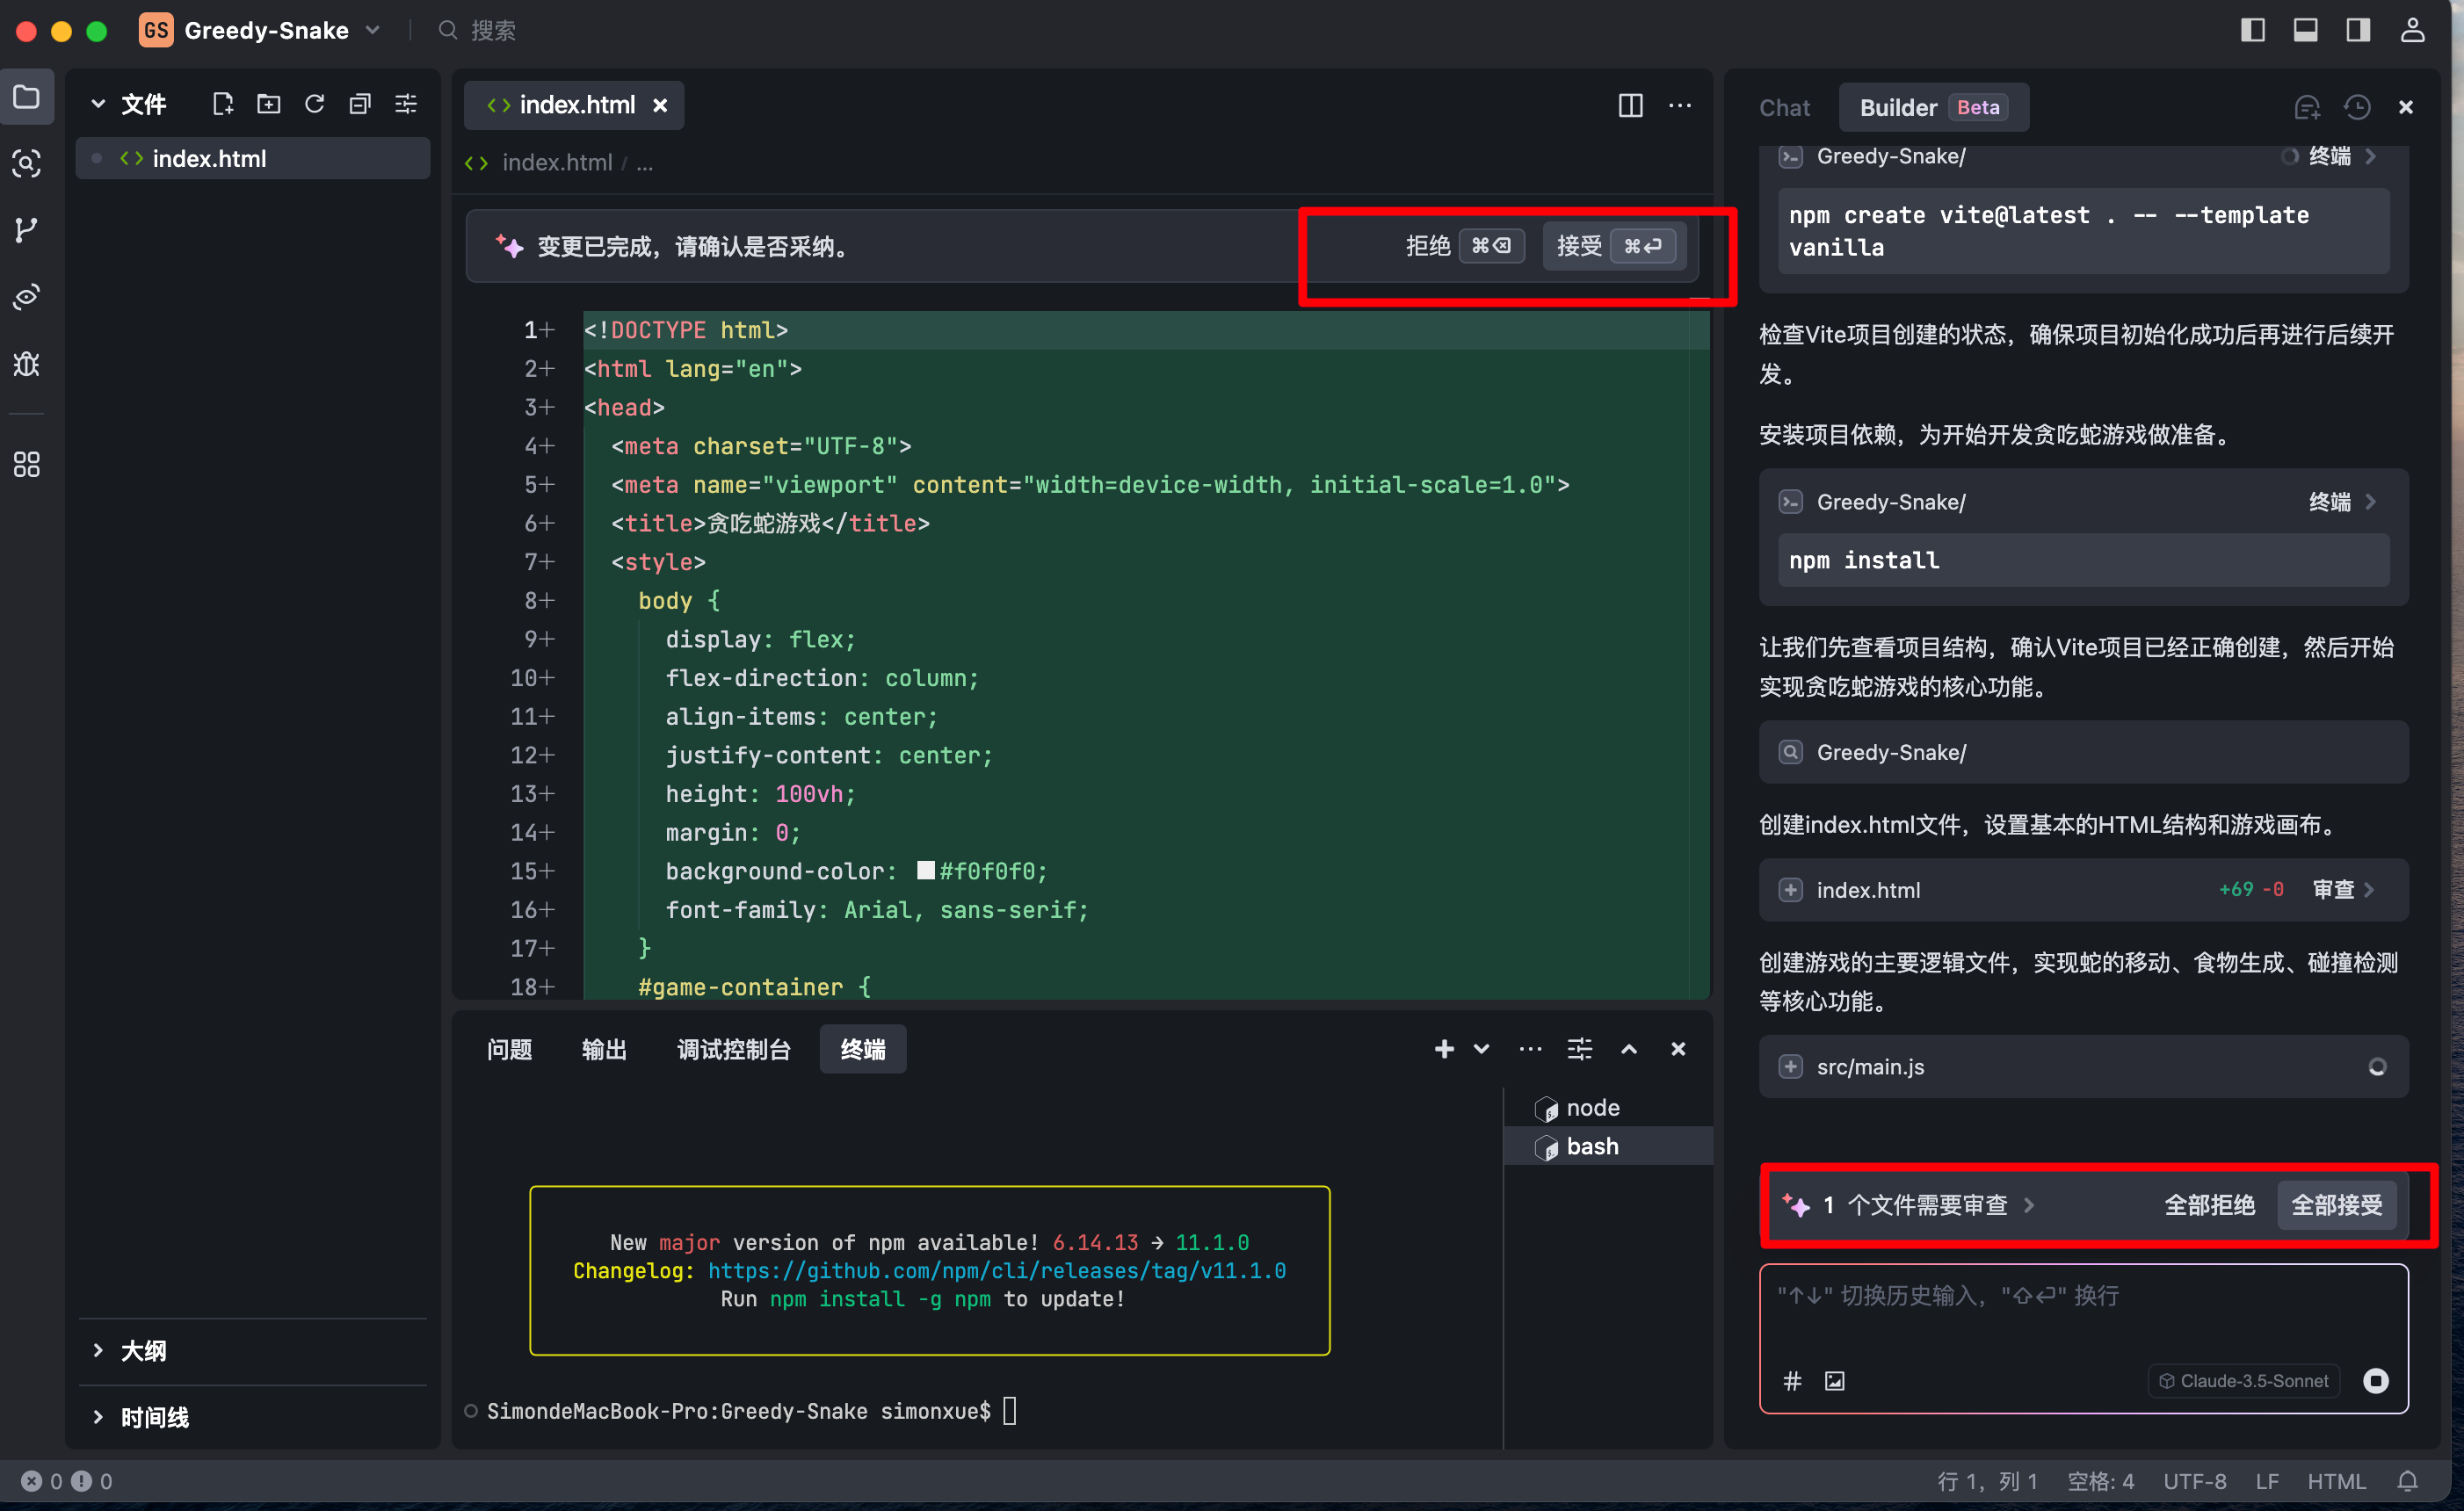 GS Greedy-Snake
搜索
文件
index.html
index.html
index.html / ...
变更已完成，请确认是否采纳。
拒绝 ⌘⌫ 接受 ⌘↩
1+ <!DOCTYPE html>
2+ <html lang="en">
3+ <head>
4+ <meta charset="UTF-8">
5+ <meta name="viewport" content="width=device-width, initial-scale=1.0">
6+ <title>贪吃蛇游戏</title>
7+ <style>
8+ body {
9+ display: flex;
10+ flex-direction: column;
11+ align-items: center;
12+ justify-content: center;
13+ height: 100vh;
14+ margin: 0;
15+ background-color: #f0f0f0;
16+ font-family: Arial, sans-serif;
17+ }
18+ #game-container {
问题 输出 调试控制台 终端
node
bash
New major version of npm available! 6.14.13 → 11.1.0
Changelog: https://github.com/npm/cli/releases/tag/v11.1.0
Run npm install -g npm to update!
SimondeMacBook-Pro:Greedy-Snake simonxue$
大纲
时间线
Chat Builder Beta
Greedy-Snake/ 终端
npm create vite@latest . -- --template
vanilla
检查Vite项目创建的状态，确保项目初始化成功后再进行后续开
发。
安装项目依赖，为开始开发贪吃蛇游戏做准备。
Greedy-Snake/ 终端
npm install
让我们先查看项目结构，确认Vite项目已经正确创建，然后开始
实现贪吃蛇游戏的核心功能。
Greedy-Snake/
创建index.html文件，设置基本的HTML结构和游戏画布。
index.html +69 -0 审查
创建游戏的主要逻辑文件，实现蛇的移动、食物生成、碰撞检测
等核心功能。
src/main.js
1 个文件需要审查 全部拒绝 全部接受
"↑↓" 切换历史输入，"⇧↩" 换行
# Claude-3.5-Sonnet
0 0
行 1，列 1 空格: 4 UTF-8 LF HTML